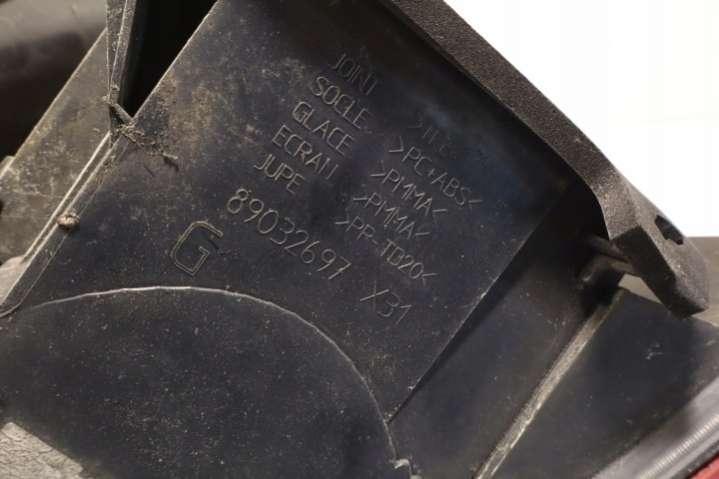 JOINT
SOCLE >PC+ABS<
GLACE >PMMA<
ECRAN >PMMA<
JUPE >PP-TD20<
89032697 X31
G